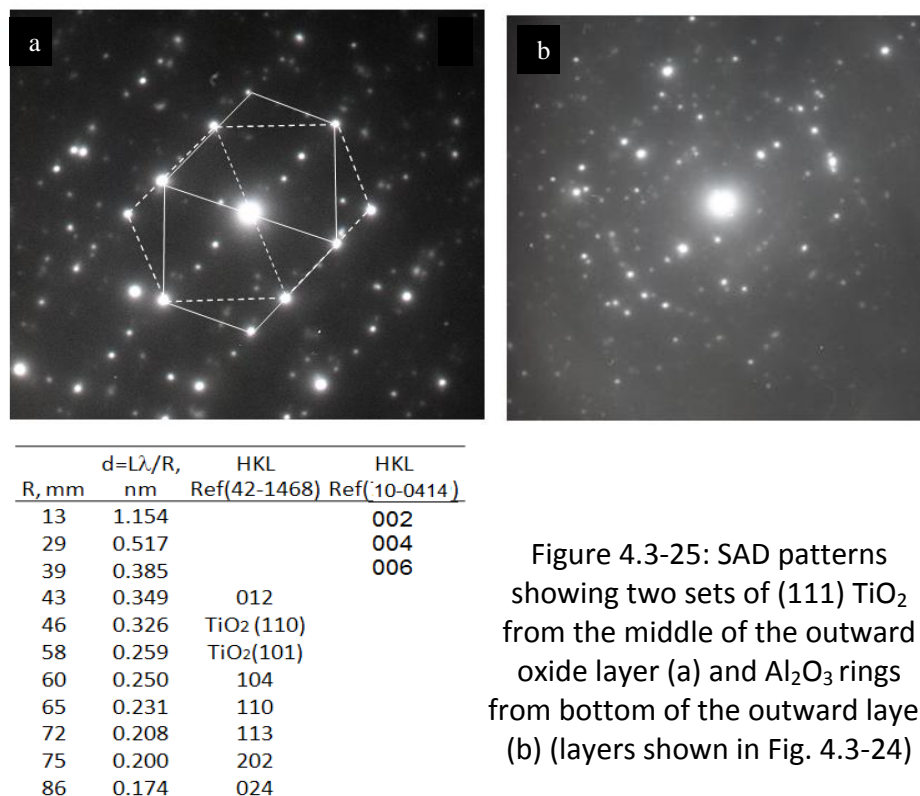 a
b
d=Lλ/R, HKL HKL
R, mm nm Ref(42-1468) Ref(10-0414)
13 1.154 002
29 0.517 004
39 0.385 006
43 0.349 012
46 0.326 TiO2 (110)
58 0.259 TiO2(101)
60 0.250 104
65 0.231 110
72 0.208 113
75 0.200 202
86 0.174 024
Figure 4.3-25: SAD patterns
showing two sets of (111) TiO2
from the middle of the outward
oxide layer (a) and Al2O3 rings
from bottom of the outward laye
(b) (layers shown in Fig. 4.3-24)